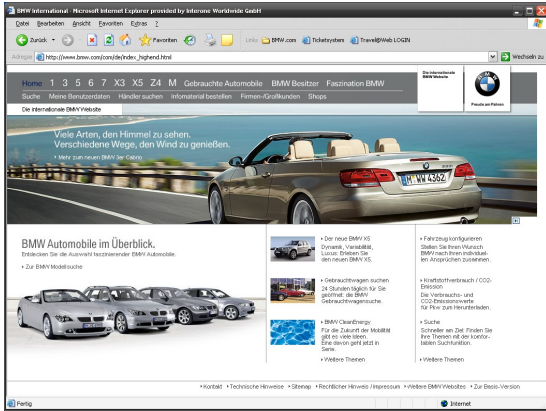 BMW International - Microsoft Internet Explorer provided by Interone Worldwide GmbH
Datei Bearbeiten Ansicht Favoriten Extras ?
Zurück Suchen Favoriten Links BMW.com Ticketsystem Travel@Web LOGIN
Adresse http://www.bmw.com/com/de/index_highend.html Wechseln zu
Home 1 3 5 6 7 X3 X5 Z4 M Gebrauchte Automobile BMW Besitzer Faszination BMW
Suche Meine Benutzerdaten Händler suchen Infomaterial bestellen Firmen-/Großkunden Shops
Die internationale BMW Website
Die internationale
BMW Website
BMW
Freude am Fahren
Viele Arten, den Himmel zu sehen.
Verschiedene Wege, den Wind zu genießen.
Mehr zum neuen BMW 3er Cabrio
M WW 4362
BMW Automobile im Überblick.
Entdecken Sie die Auswahl faszinierender BMW Automobile.
Zur BMW Modellsuche
Der neue BMW X5
Dynamik, Variabilität,
Luxus: Erleben Sie
den neuen BMW X5.
Gebrauchtwagen suchen
24 Stunden täglich für Sie
geöffnet: die BMW
Gebrauchtwagensuche.
BMW CleanEnergy
Für die Zukunft der Mobilität
gibt es viele Ideen.
Eine davon geht jetzt in
Serie.
Weitere Themen
Fahrzeug konfigurieren
Stellen Sie Ihren Wunsch
BMW nach Ihren individuel-
len Ansprüchen zusammen.
Kraftstoffverbrauch / CO2-
Emission
Die Verbrauchs- und
CO2-Emissionswerte
für Pkw zum Herunterladen.
Suche
Schneller am Ziel: Finden Sie
Ihre Themen mit der komfor-
tablen Suchfunktion.
Weitere Themen
Kontakt Technische Hinweise Sitemap Rechtlicher Hinweis / Impressum Weitere BMW Websites Zur Basis-Version
Fertig Internet